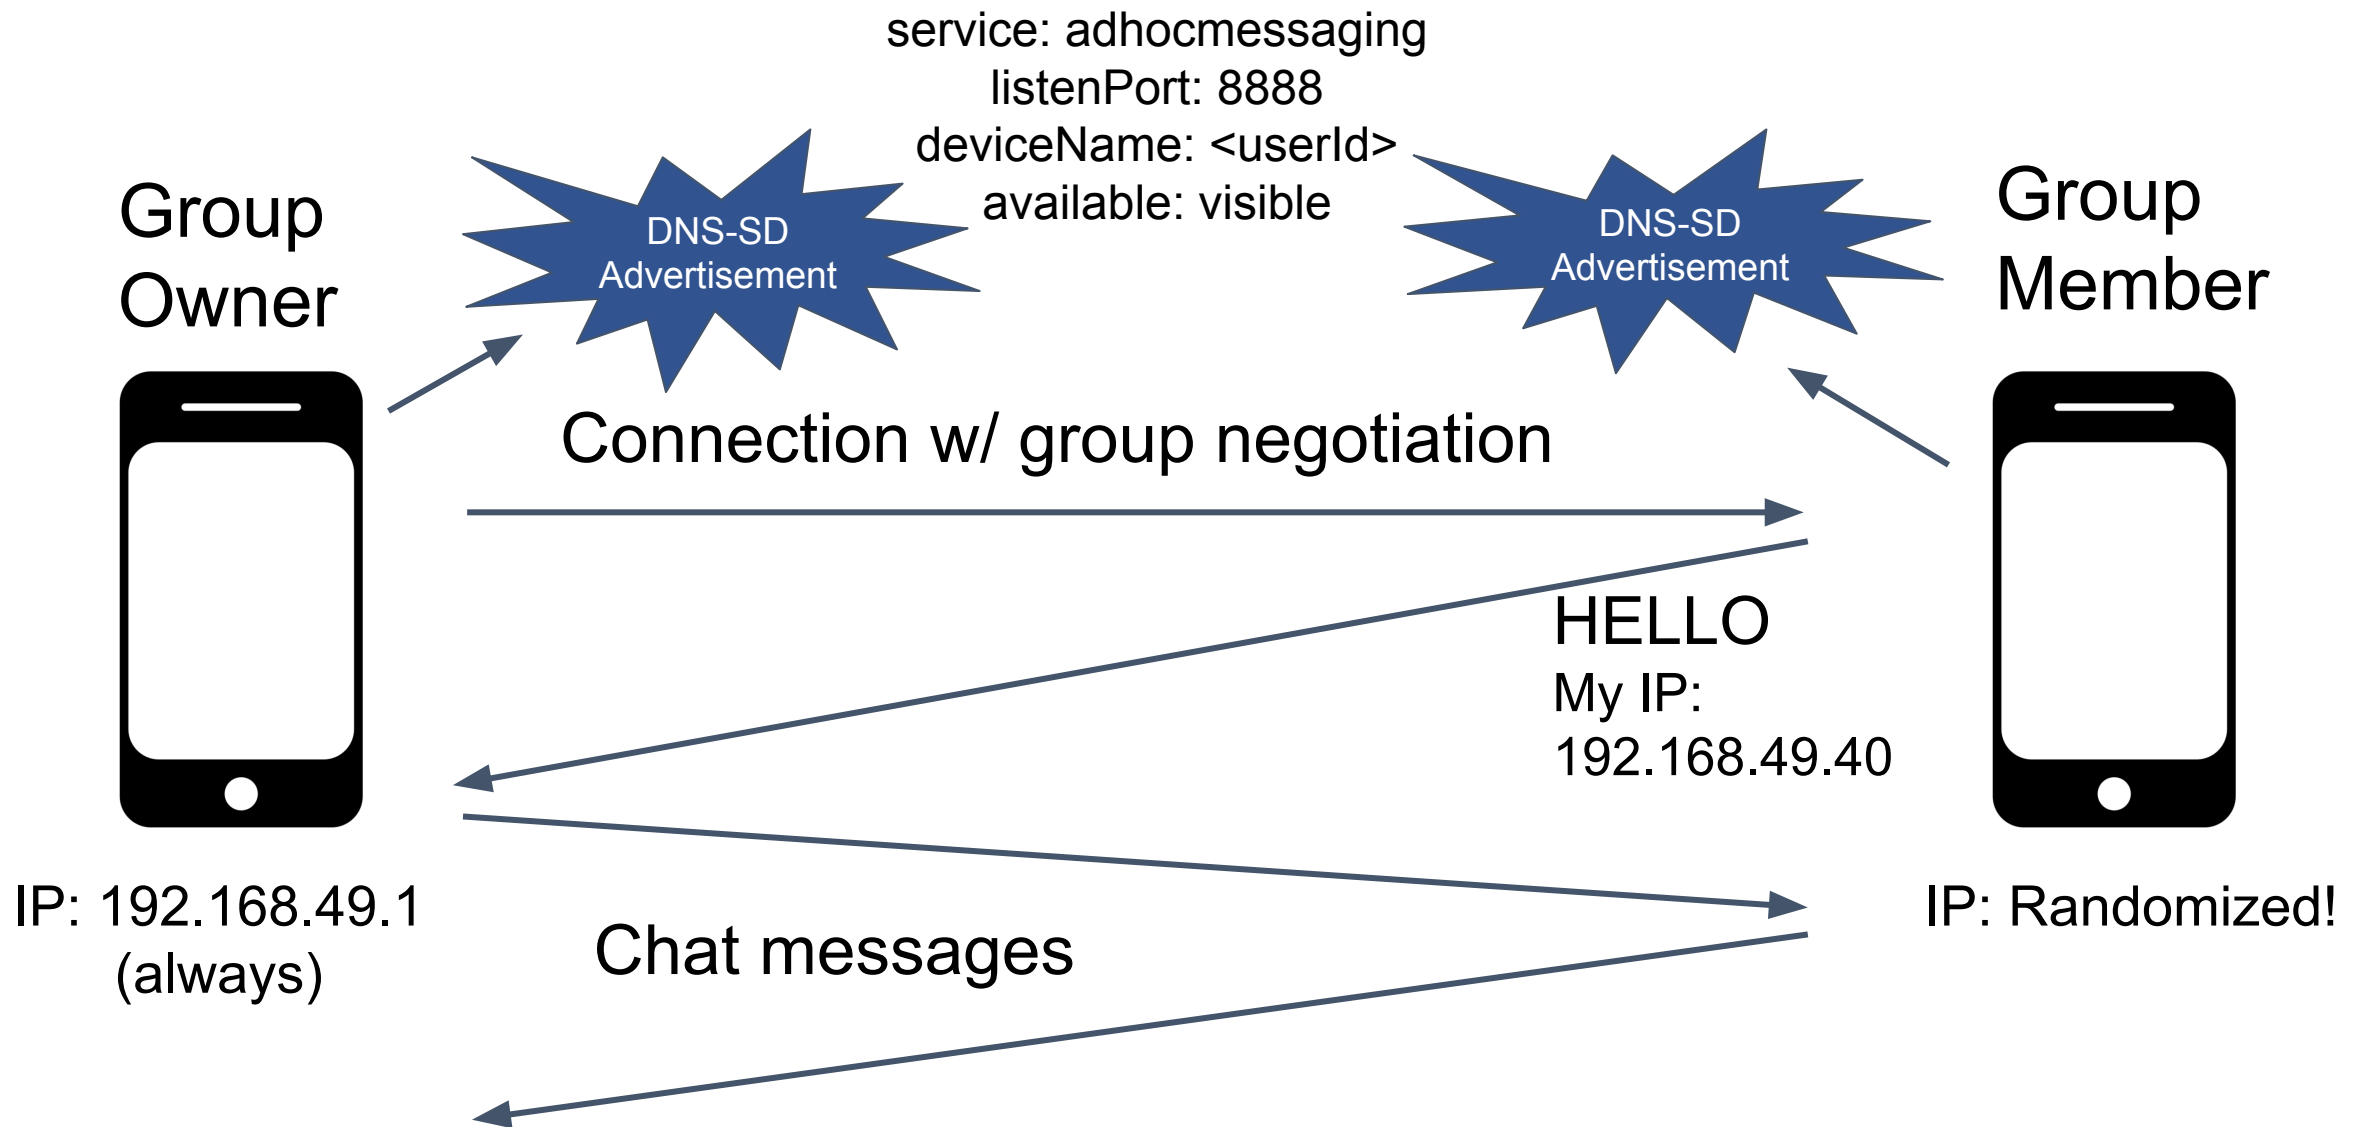 service: adhocmessaging
listenPort: 8888
deviceName: <userId>
available: visible
Group
Owner
DNS-SD
Advertisement
DNS-SD
Advertisement
Group
Member
Connection w/ group negotiation
HELLO
My IP:
192.168.49.40
IP: 192.168.49.1
(always)
Chat messages
IP: Randomized!